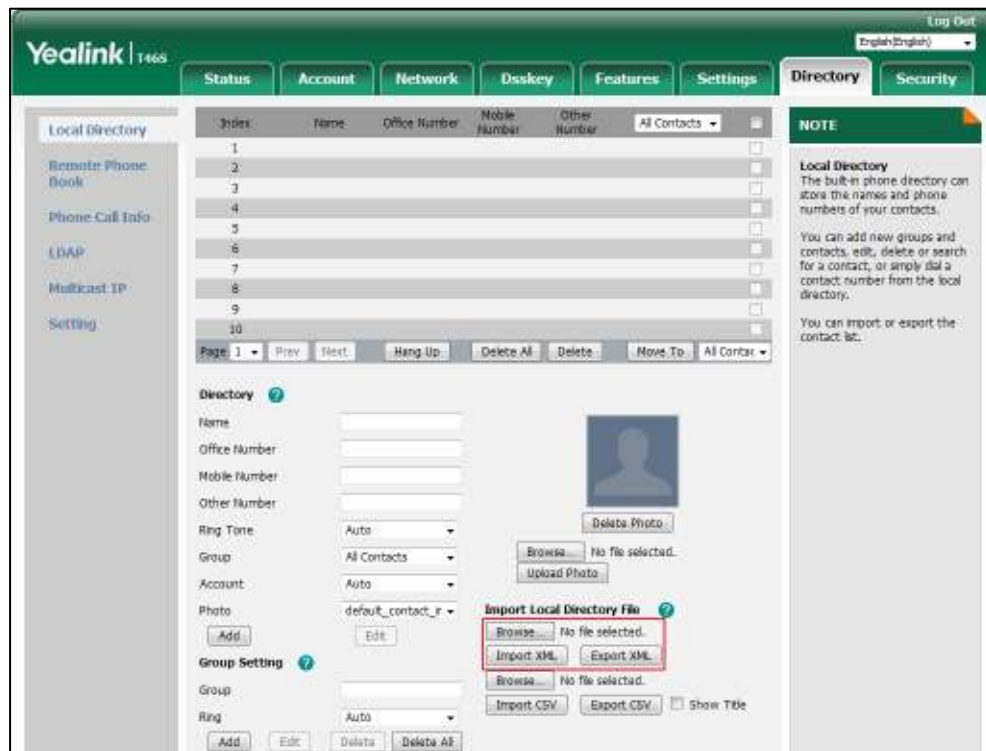 Log Out
Yealink | T46S
English(English)
Status Account Network Dsskey Features Settings Directory Security
Local Directory
Remote Phone Book
Phone Call Info
LDAP
Multicast IP
Setting
Index Name Office Number Mobile Number Other Number All Contacts
1
2
3
4
5
6
7
8
9
10
Page 1 Prev Next Hang Up Delete All Delete Move To All Contac
Directory ?
Name
Office Number
Mobile Number
Other Number
Ring Tone Auto
Group All Contacts
Account Auto
Photo default_contact_ir
Add Edit
Delete Photo
Browse... No file selected.
Upload Photo
Import Local Directory File ?
Browse... No file selected.
Import XML Export XML
Browse... No file selected.
Import CSV Export CSV Show Title
Group Setting ?
Group
Ring Auto
Add Edit Delete Delete All
NOTE
Local Directory
The built-in phone directory can
store the names and phone
numbers of your contacts.
You can add new groups and
contacts, edit, delete or search
for a contact, or simply dial a
contact number from the local
directory.
You can import or export the
contact list.